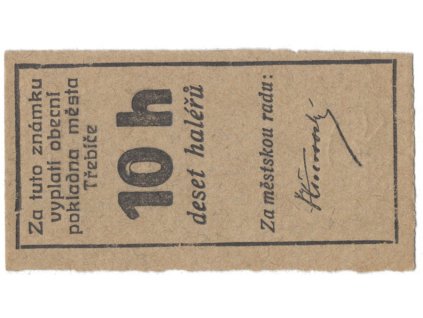 Za tuto známku
vyplatí obecní
pokladna města
Třebíče
10 h
deset haléřů
Za městskou radu: